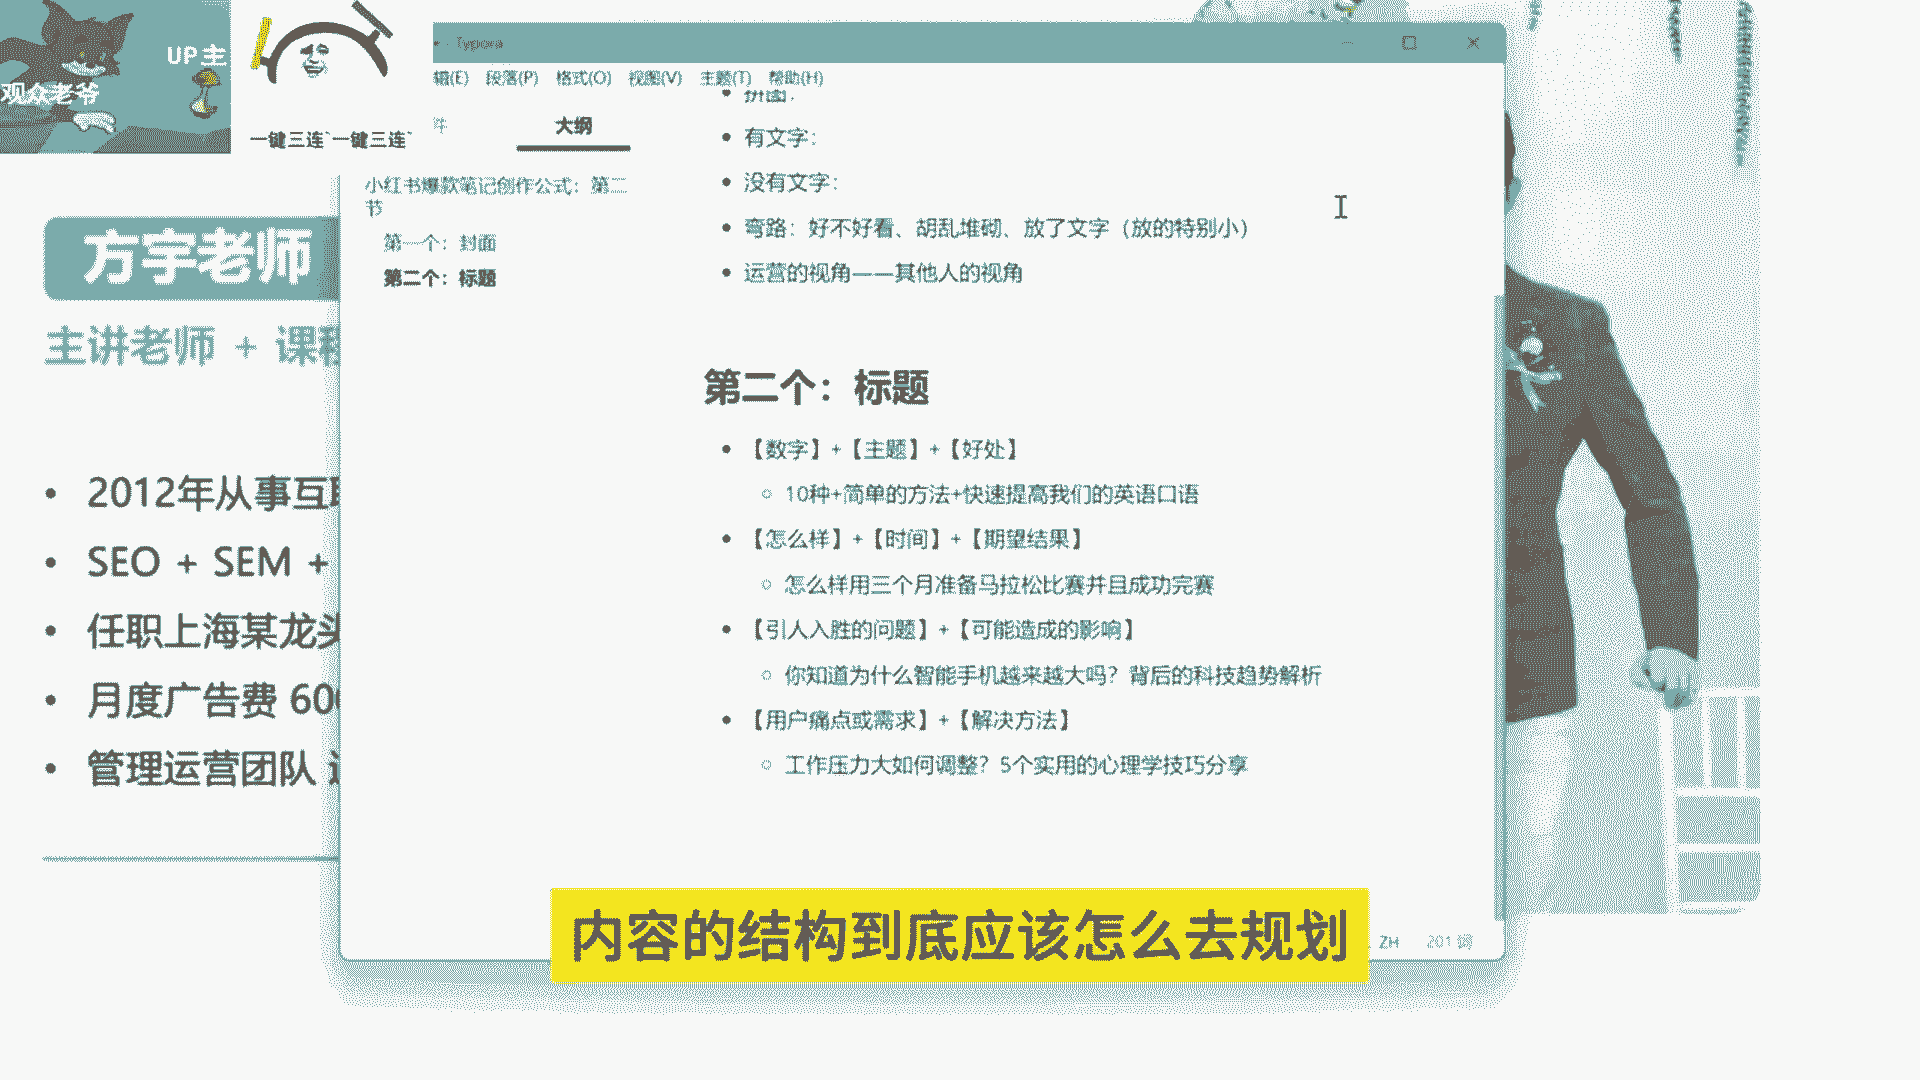 UP主
观众老爷
一键三连`一键三连`
Typora
辑(E) 段落(P) 格式(O) 视图(V) 主题(T) 帮助(H)
件
大纲
小红书爆款笔记创作公式：第二
节
第一个：封面
第二个：标题
方宇老师
主讲老师 + 课程
2012年从事互联
SEO + SEM +
任职上海某龙头
月度广告费 600
管理运营团队
拼图：
有文字：
没有文字：
弯路：好不好看、胡乱堆砌、放了文字（放的特别小）
运营的视角——其他人的视角
第二个：标题
【数字】+【主题】+【好处】
10种+简单的方法+快速提高我们的英语口语
【怎么样】+【时间】+【期望结果】
怎么样用三个月准备马拉松比赛并且成功完赛
【引人入胜的问题】+【可能造成的影响】
你知道为什么智能手机越来越大吗？背后的科技趋势解析
【用户痛点或需求】+【解决方法】
工作压力大如何调整？5个实用的心理学技巧分享
ZH 201 词
内容的结构到底应该怎么去规划